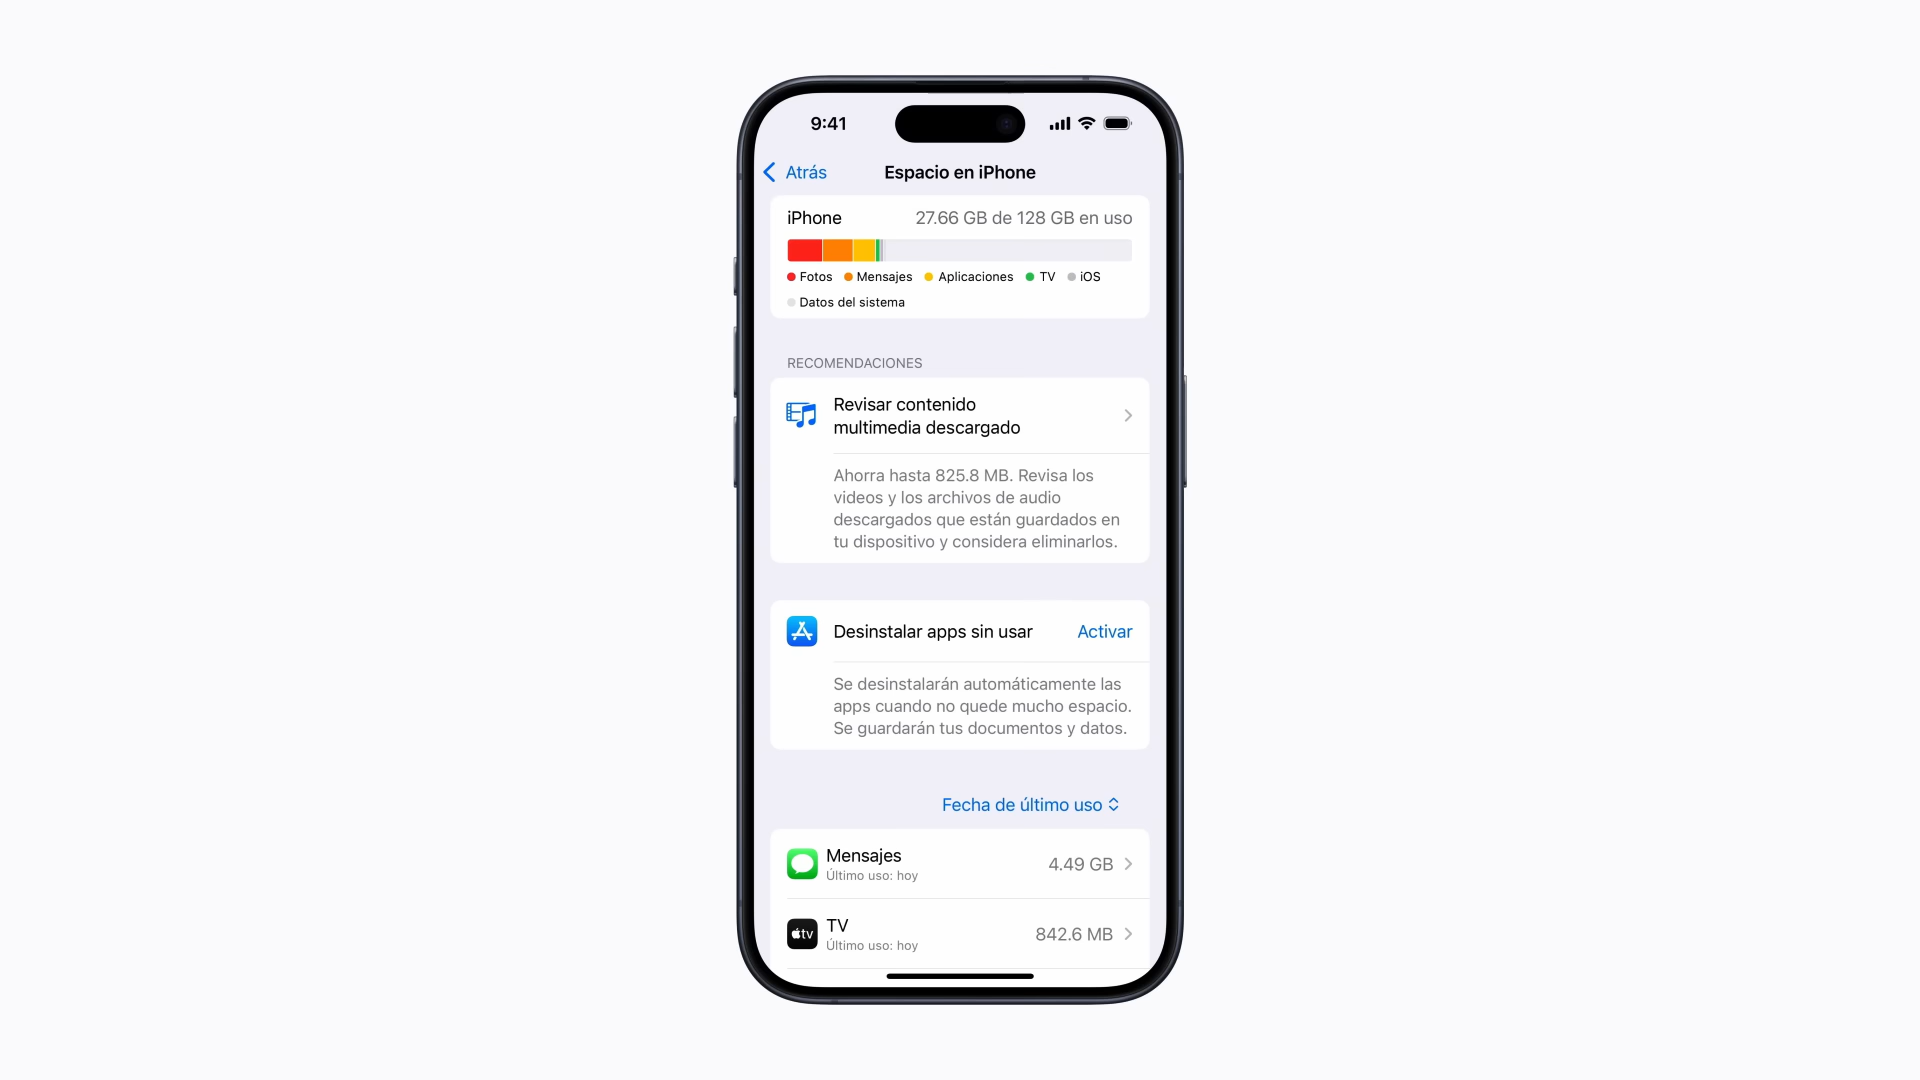 9:41
Atrás
Espacio en iPhone
iPhone
27.66 GB de 128 GB en uso
Fotos Mensajes Aplicaciones TV iOS
Datos del sistema
RECOMENDACIONES
Revisar contenido
multimedia descargado
Ahorra hasta 825.8 MB. Revisa los
videos y los archivos de audio
descargados que están guardados en
tu dispositivo y considera eliminarlos.
Desinstalar apps sin usar
Activar
Se desinstalarán automáticamente las
apps cuando no quede mucho espacio.
Se guardarán tus documentos y datos.
Fecha de último uso
Mensajes
Último uso: hoy
4.49 GB
tv
TV
Último uso: hoy
842.6 MB